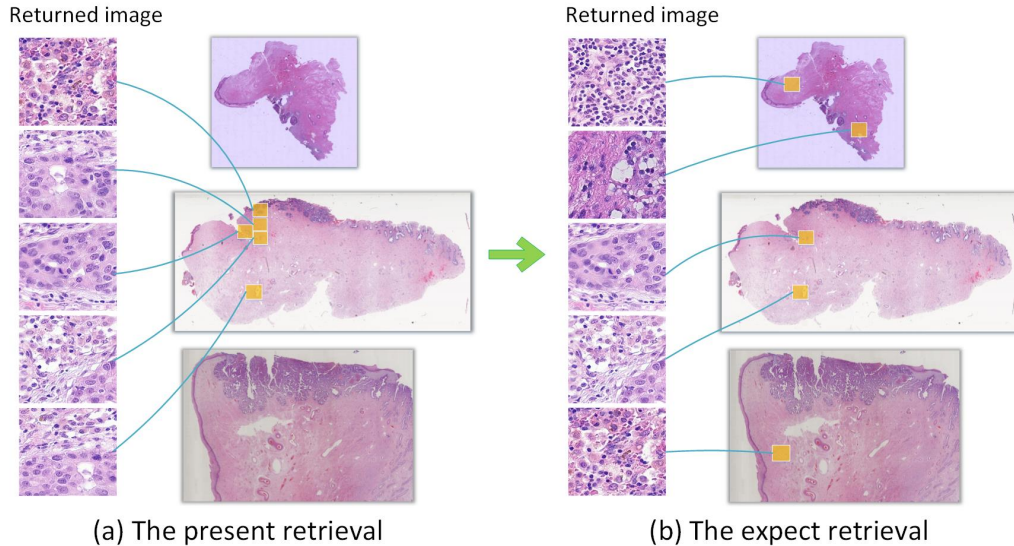 Returned image
Returned image
(a) The present retrieval
(b) The expect retrieval